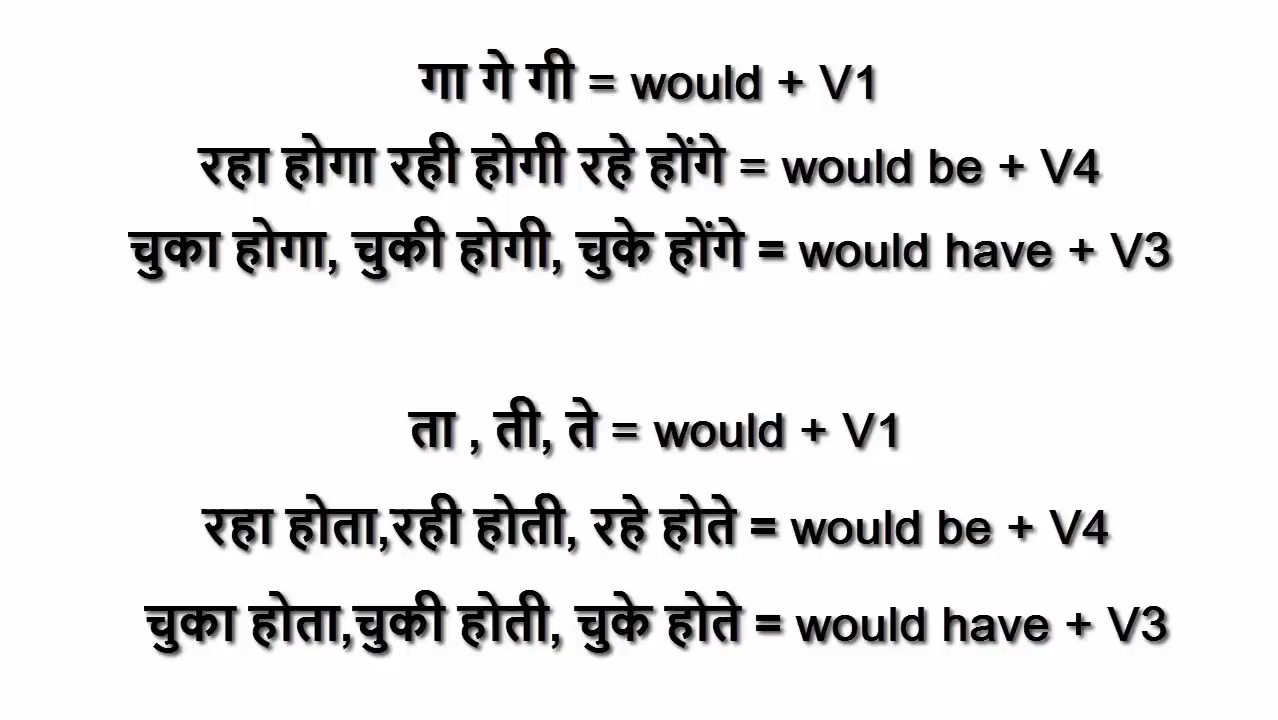 गा गे गी = would + V1
रहा होगा रही होगी रहे होंगे = would be + V4
चुका होगा, चुकी होगी, चुके होंगे = would have + V3
ता , ती, ते = would + V1
रहा होता,रही होती, रहे होते = would be + V4
चुका होता,चुकी होती, चुके होते = would have + V3